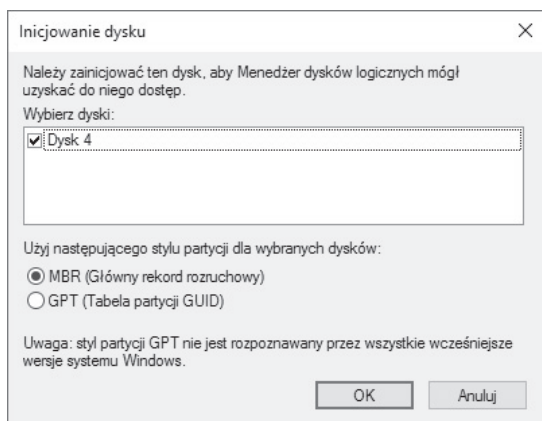 Inicjowanie dysku
Należy zainicjować ten dysk, aby Menedżer dysków logicznych mógł
uzyskać do niego dostęp.
Wybierz dyski:
Dysk 4
Użyj następującego stylu partycji dla wybranych dysków:
MBR (Główny rekord rozruchowy)
GPT (Tabela partycji GUID)
Uwaga: styl partycji GPT nie jest rozpoznawany przez wszystkie wcześniejsze
wersje systemu Windows.
OK Anuluj